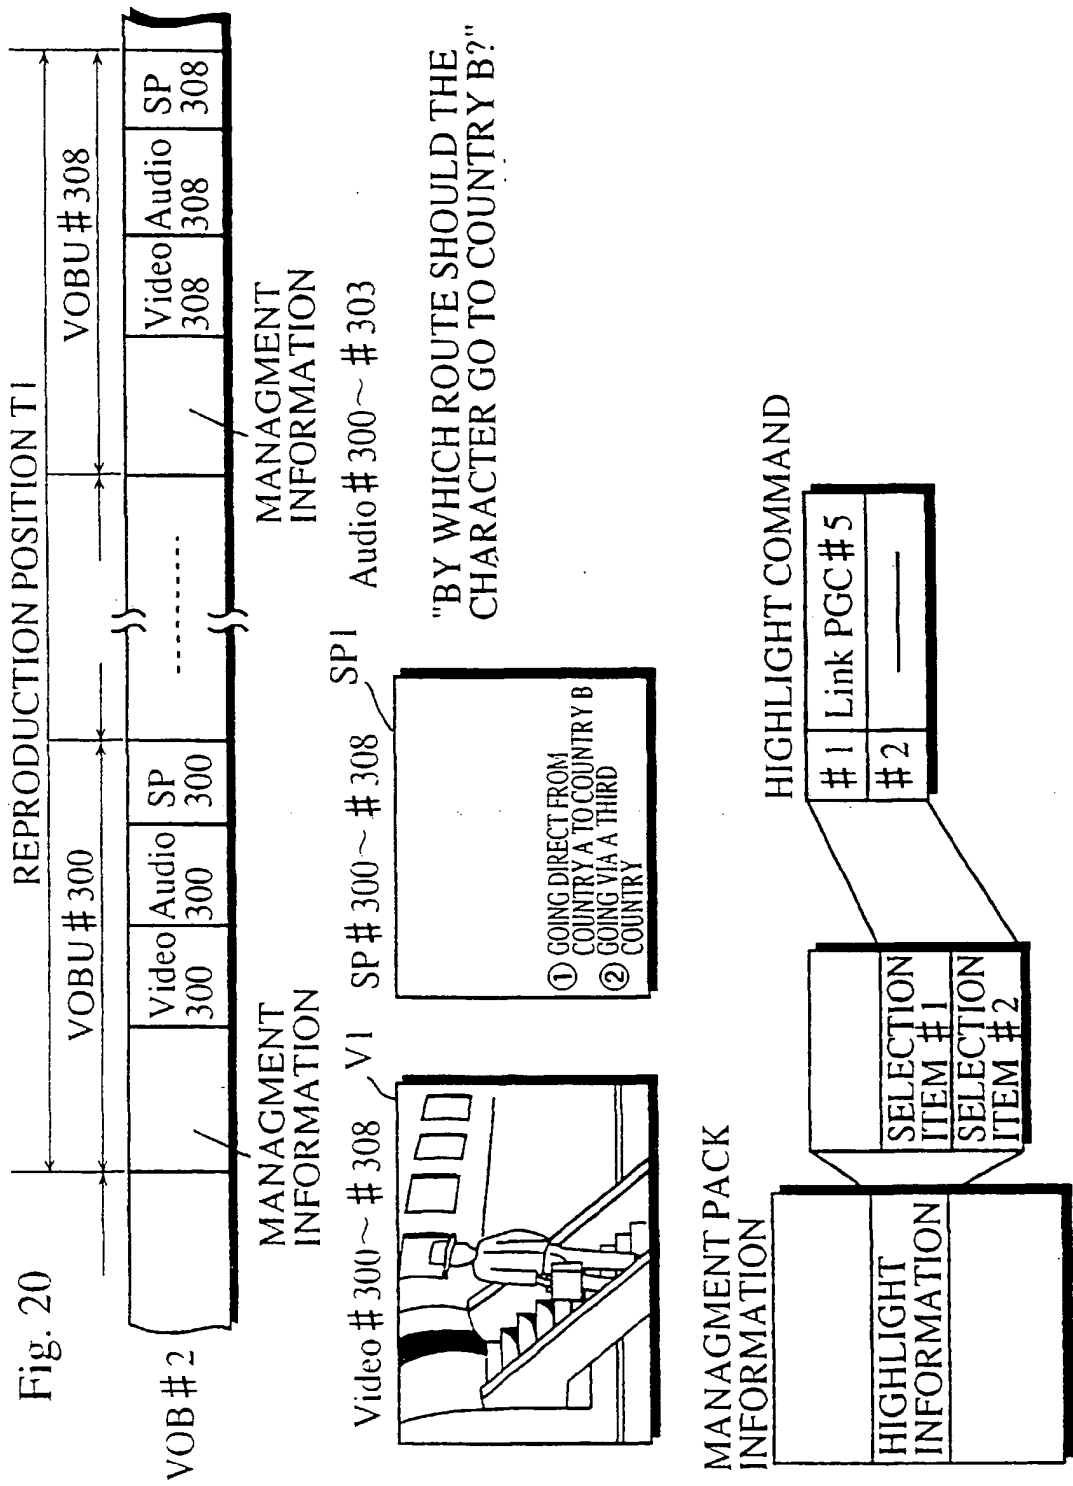 Fig. 20
REPRODUCTION POSITION T1
VOBU#300
VOBU#308
VOB#2
Video
300
Audio
300
SP
300
Video
308
Audio
308
SP
308
MANAGMENT
INFORMATION
MANAGMENT
INFORMATION
Video#300~#308
V1
SP#300~#308
SP1
Audio#300~#303
① GOING DIRECT FROM
COUNTRY A TO COUNTRY B
② GOING VIA A THIRD
COUNTRY
"BY WHICH ROUTE SHOULD THE
CHARACTER GO TO COUNTRY B?"
MANAGEMENT PACK
INFORMATION
HIGHLIGHT
INFORMATION
SELECTION
ITEM #1
SELECTION
ITEM #2
HIGHLIGHT COMMAND
#1 Link PGC#5
#2